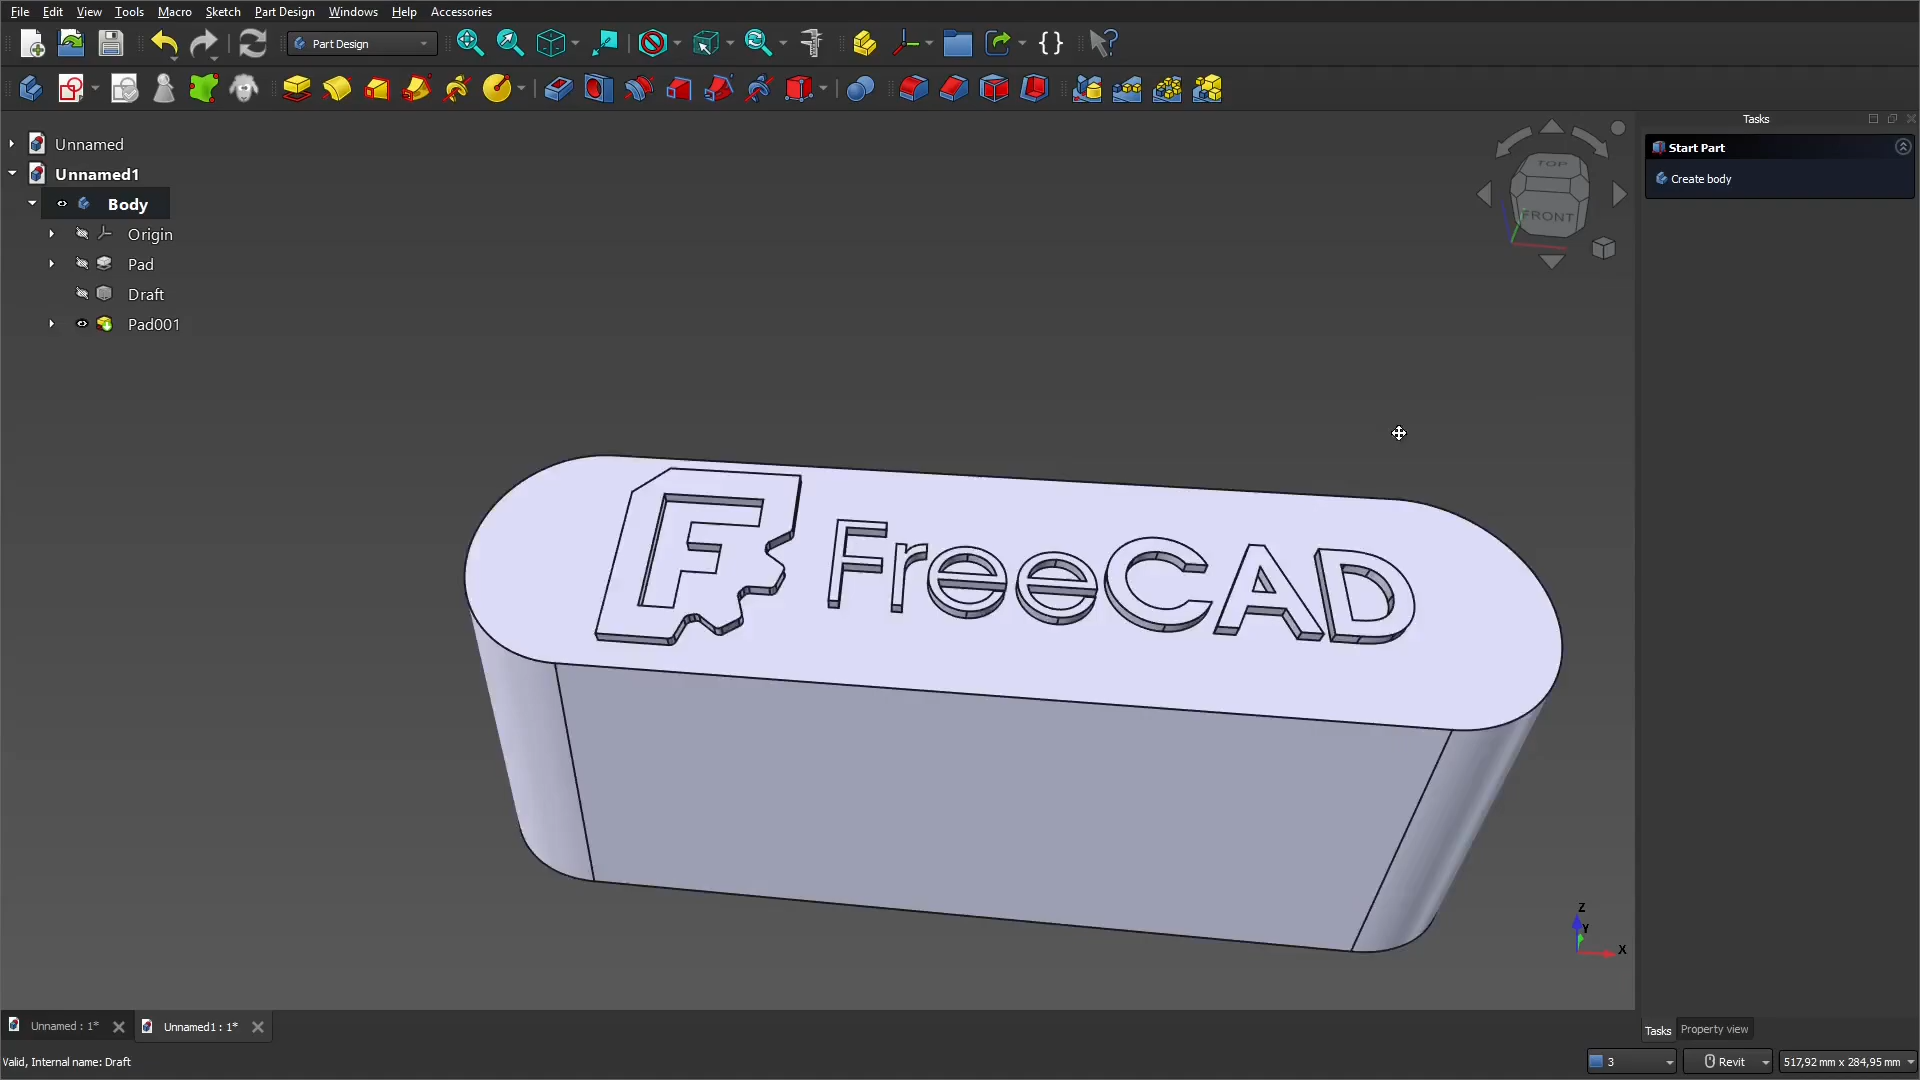 File Edit View Tools Macro Sketch Part Design Windows Help Accessories
Part Design
Tasks
Start Part
Create body
Unnamed
Unnamed1
Body
Origin
Pad
Draft
Pad001
TOP
FRONT
F FreeCAD
Z
Y
X
Unnamed : 1*
Unnamed1 : 1*
Tasks
Property view
Valid, Internal name: Draft
3
Revit
517,92 mm x 284,95 mm